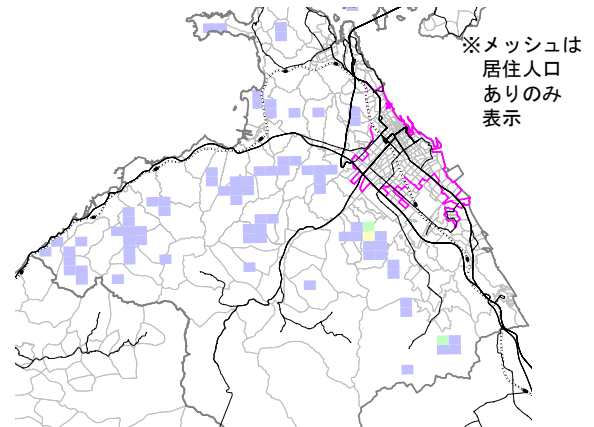 ※メッシュは
居住人口
ありのみ
表示